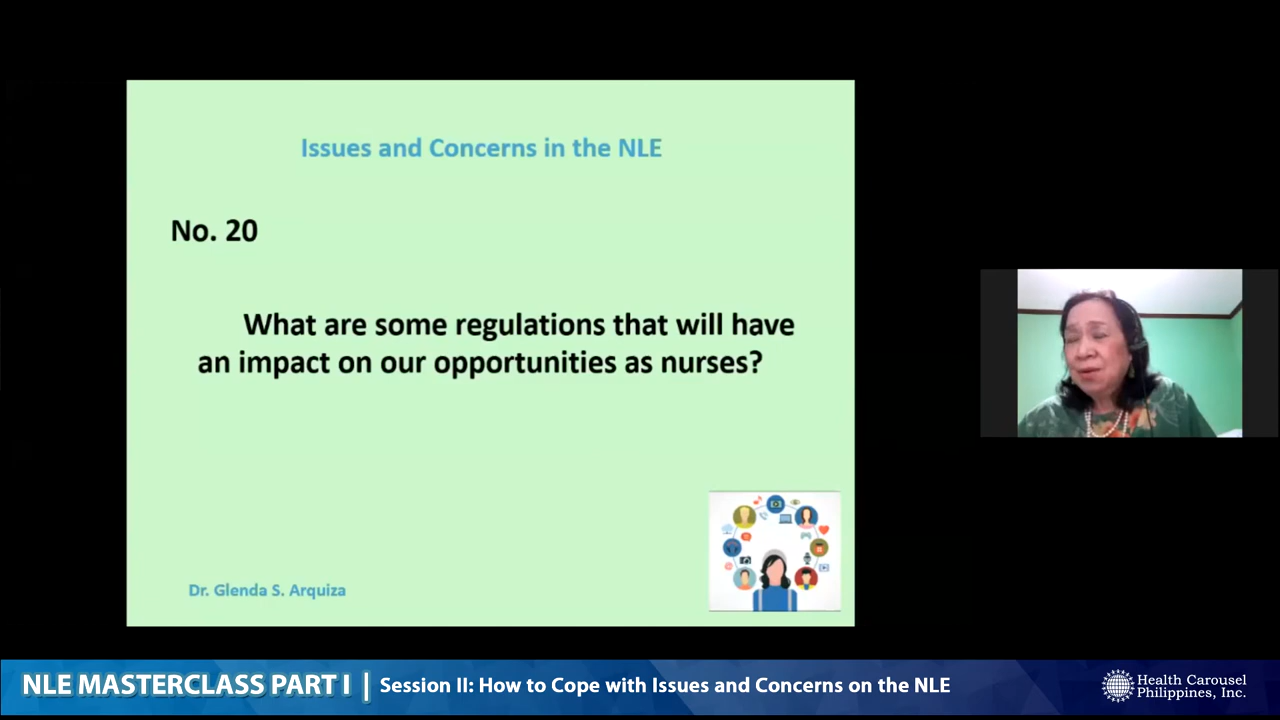 Issues and Concerns in the NLE
No. 20
What are some regulations that will have
an impact on our opportunities as nurses?
Dr. Glenda S. Arquiza
NLE MASTERCLASS PART I | Session II: How to Cope with Issues and Concerns on the NLE
Health Carousel
Philippines, Inc.